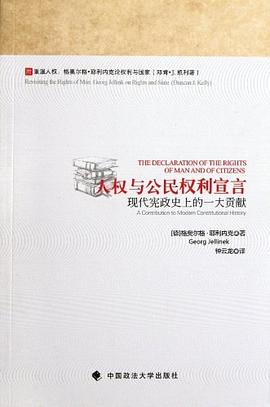 附 重温人权：格奥尔格·耶利内克论权利与国家（邓肯·J.凯利著）
Revisiting the Rights of Man: Georg Jellinek on Rights and State (Duncan J. Kelly)
THE DECLARATION OF THE RIGHTS
OF MAN AND OF CITIZENS
人权与公民权利宣言
现代宪政史上的一大贡献
A Contribution to Modern Constitutional History
[德]格奥尔格·耶利内克◎著
Georg Jellinek
钟云龙◎译
中国政法大学出版社